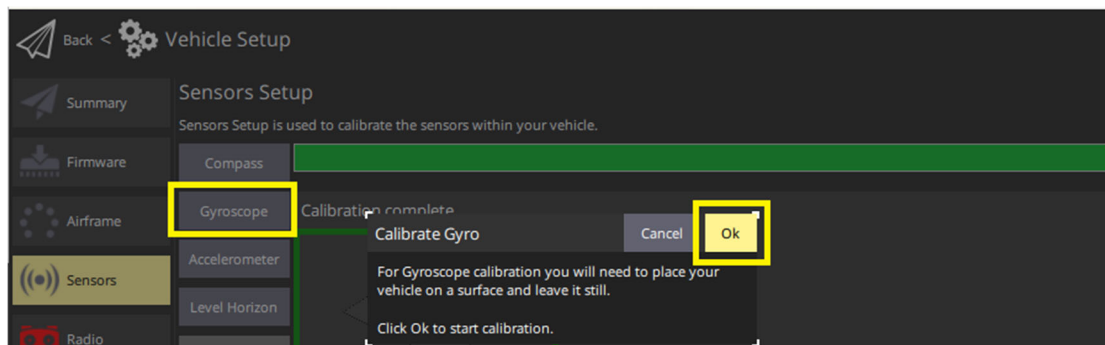 Back < Vehicle Setup
Summary
Sensors Setup
Sensors Setup is used to calibrate the sensors within your vehicle.
Firmware
Compass
Airframe
Gyroscope
Calibration complete
Calibrate Gyro
Cancel
Ok
Accelerometer
For Gyroscope calibration you will need to place your
vehicle on a surface and leave it still.
Sensors
Level Horizon
Click Ok to start calibration.
Radio